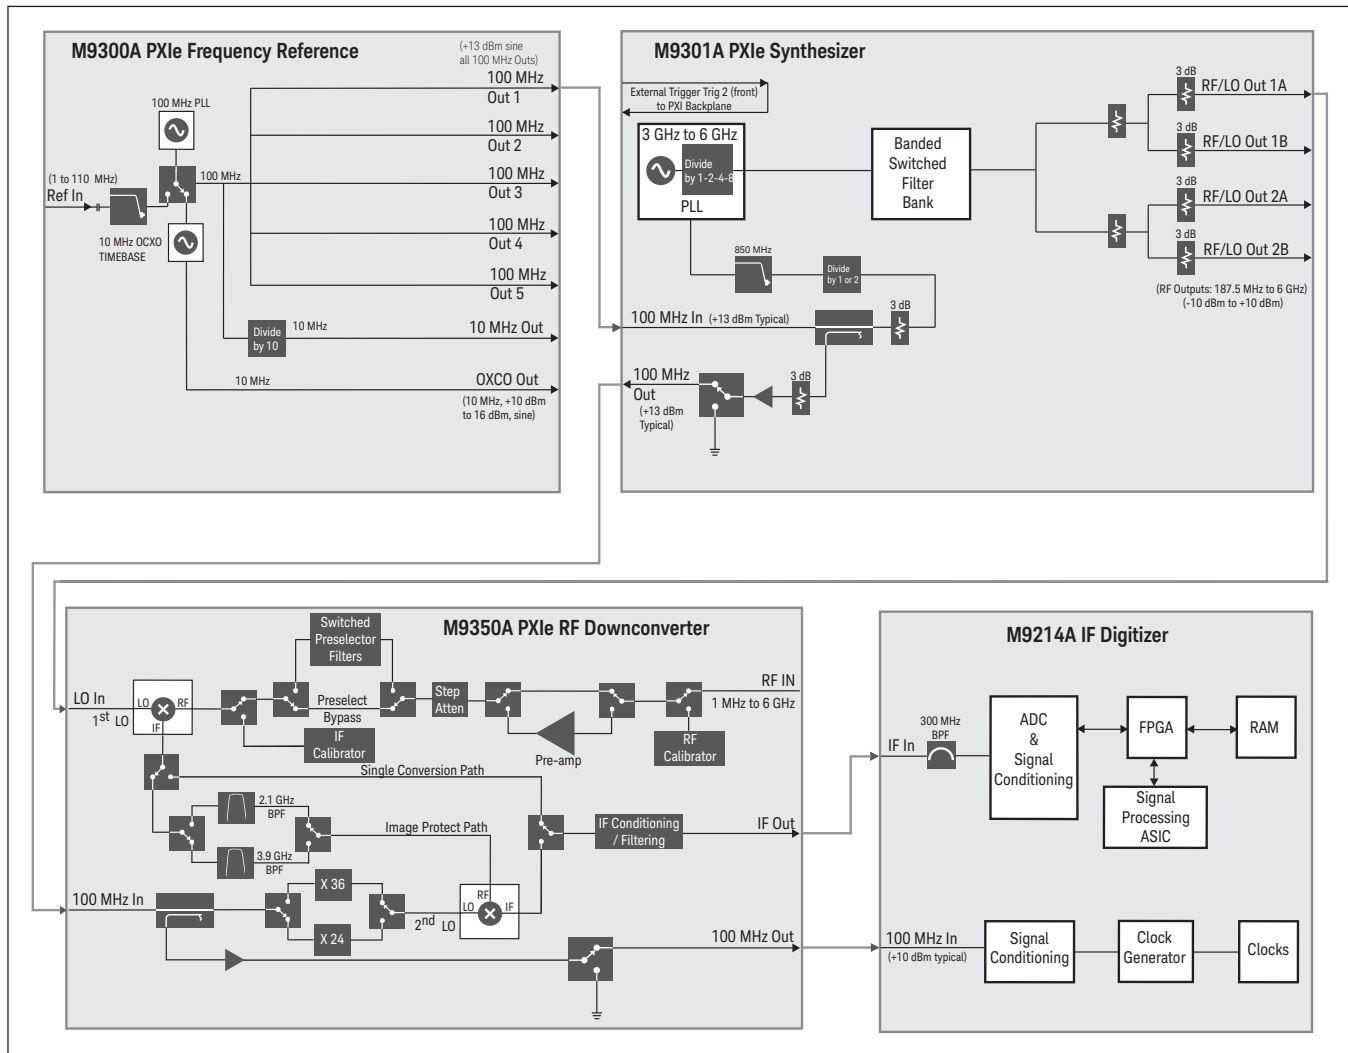 M9300A PXIe Frequency Reference
(+13 dBm sine
all 100 MHz Outs)
100 MHz
Out 1
100 MHz PLL
100 MHz
Out 2
(1 to 110 MHz)
Ref In
100 MHz
100 MHz
Out 3
10 MHz OCXO
TIMEBASE
100 MHz
Out 4
100 MHz
Out 5
Divide
by 10
10 MHz
10 MHz Out
10 MHz
OXCO Out
(10 MHz, +10 dBm
to 16 dBm, sine)
M9301A PXIe Synthesizer
External Trigger Trig 2 (front)
to PXI Backplane
3 GHz to 6 GHz
Divide
by 1-2-4-8
PLL
Banded
Switched
Filter
Bank
3 dB
RF/LO Out 1A
3 dB
RF/LO Out 1B
3 dB
RF/LO Out 2A
3 dB
RF/LO Out 2B
(RF Outputs: 187.5 MHz to 6 GHz)
(-10 dBm to +10 dBm)
850 MHz
Divide
by 1 or 2
3 dB
100 MHz In (+13 dBm Typical)
100 MHz
Out
(+13 dBm
Typical)
3 dB
M9350A PXIe RF Downconverter
Switched
Preselector
Filters
LO In
1st LO
LO
RF
IF
Preselect
Bypass
IF
Calibrator
Step
Atten
Pre-amp
RF IN
1 MHz to 6 GHz
RF
Calibrator
Single Conversion Path
2.1 GHz
BPF
3.9 GHz
BPF
Image Protect Path
IF Conditioning
/ Filtering
IF Out
100 MHz In
X 36
X 24
2nd LO
RF
LO
IF
100 MHz Out
M9214A IF Digitizer
300 MHz
BPF
IF In
ADC
&
Signal
Conditioning
FPGA
RAM
Signal
Processing
ASIC
100 MHz In
(+10 dBm typical)
Signal
Conditioning
Clock
Generator
Clocks